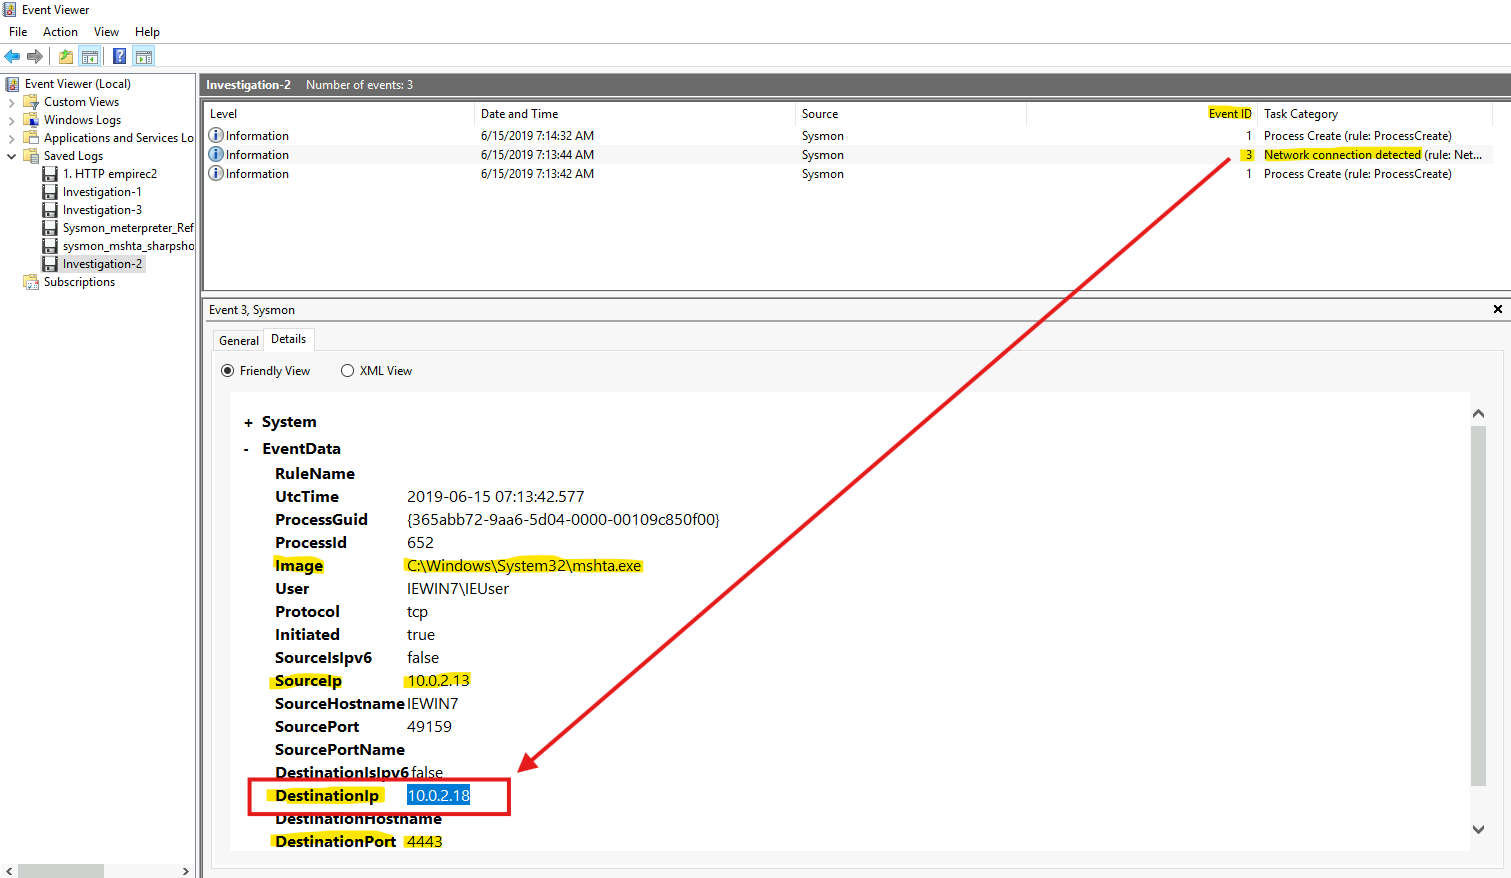 Event Viewer
File Action View Help
Event Viewer (Local)
Custom Views
Windows Logs
Applications and Services Lo
Saved Logs
1. HTTP empirec2
Investigation-1
Investigation-3
Sysmon_meterpreter_Ref
sysmon_mshta_sharpsho
Investigation-2
Subscriptions
Investigation-2 Number of events: 3
Level Date and Time Source Event ID Task Category
Information 6/15/2019 7:14:32 AM Sysmon 1 Process Create (rule: ProcessCreate)
Information 6/15/2019 7:13:44 AM Sysmon 3 Network connection detected (rule: Net...
Information 6/15/2019 7:13:42 AM Sysmon 1 Process Create (rule: ProcessCreate)
Event 3, Sysmon
General Details
Friendly View XML View
+ System
- EventData
RuleName
UtcTime 2019-06-15 07:13:42.577
ProcessGuid {365abb72-9aa6-5d04-0000-00109c850f00}
ProcessId 652
Image C:\Windows\System32\mshta.exe
User IEWIN7\IEUser
Protocol tcp
Initiated true
SourceIsIpv6 false
SourceIp 10.0.2.13
SourceHostname IEWIN7
SourcePort 49159
SourcePortName
DestinationIsIpv6 false
DestinationIp 10.0.2.18
DestinationHostname
DestinationPort 4443